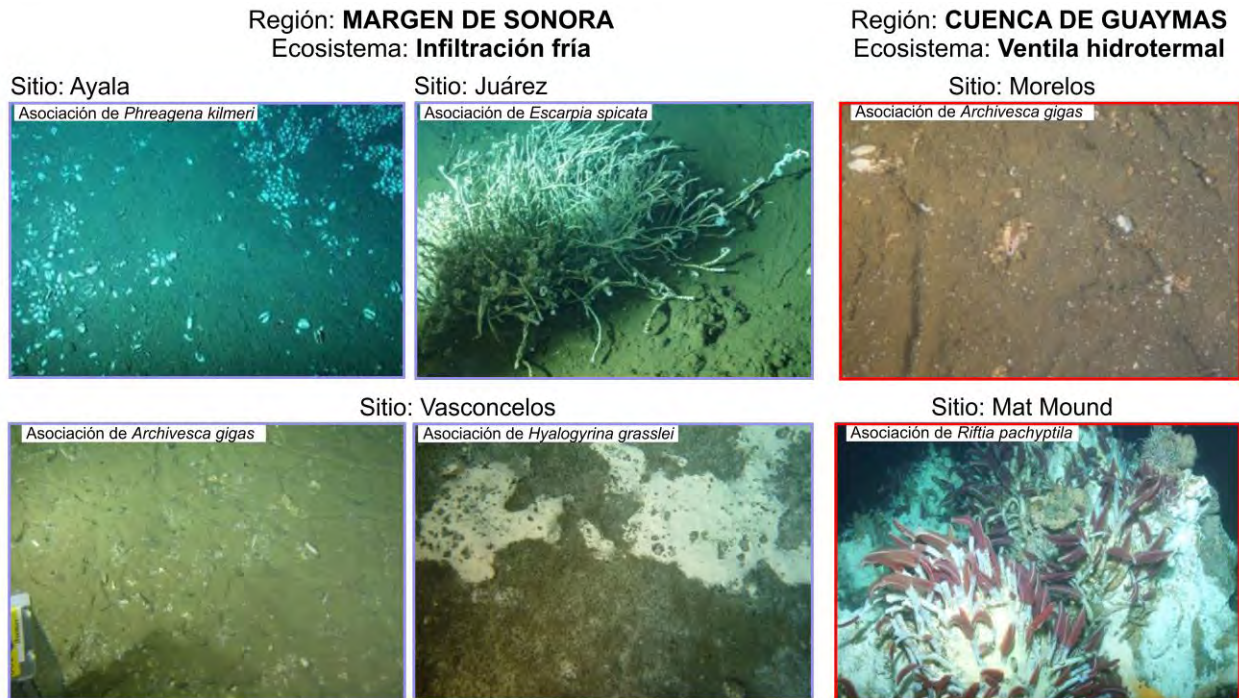 Región: MARGEN DE SONORA
Ecosistema: Infiltración fría
Región: CUENCA DE GUAYMAS
Ecosistema: Ventila hidrotermal
Sitio: Ayala
Asociación de Phreagena kilmeri
Sitio: Juárez
Asociación de Escarpia spicata
Sitio: Morelos
Asociación de Archivesca gigas
Sitio: Vasconcelos
Asociación de Archivesca gigas
Asociación de Hyalogyrina grasslei
Sitio: Mat Mound
Asociación de Riftia pachyptila